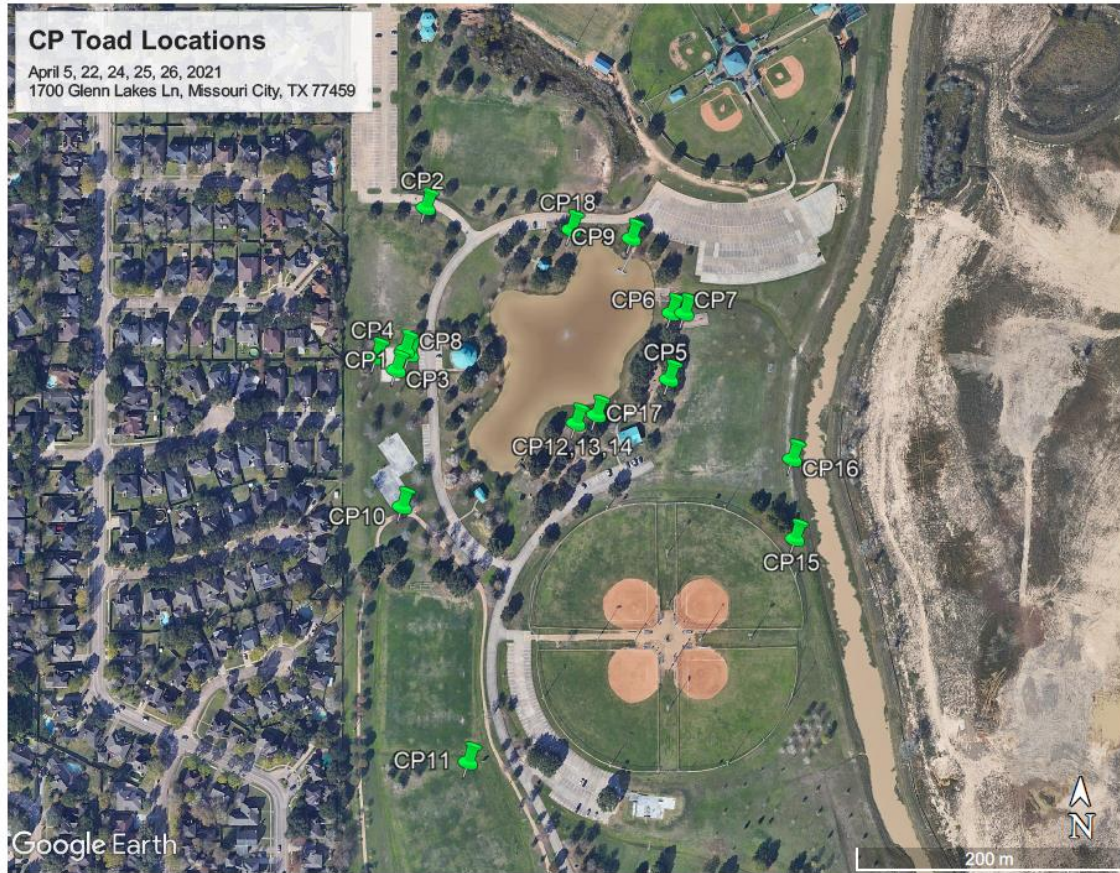 CP Toad Locations
April 5, 22, 24, 25, 26, 2021
1700 Glenn Lakes Ln, Missouri City, TX 77459
CP2
CP18
CP9
CP6
CP7
CP4
CP8
CP1
CP3
CP5
CP17
CP12,13,14
CP16
CP10
CP15
CP11
N
Google Earth
200 m